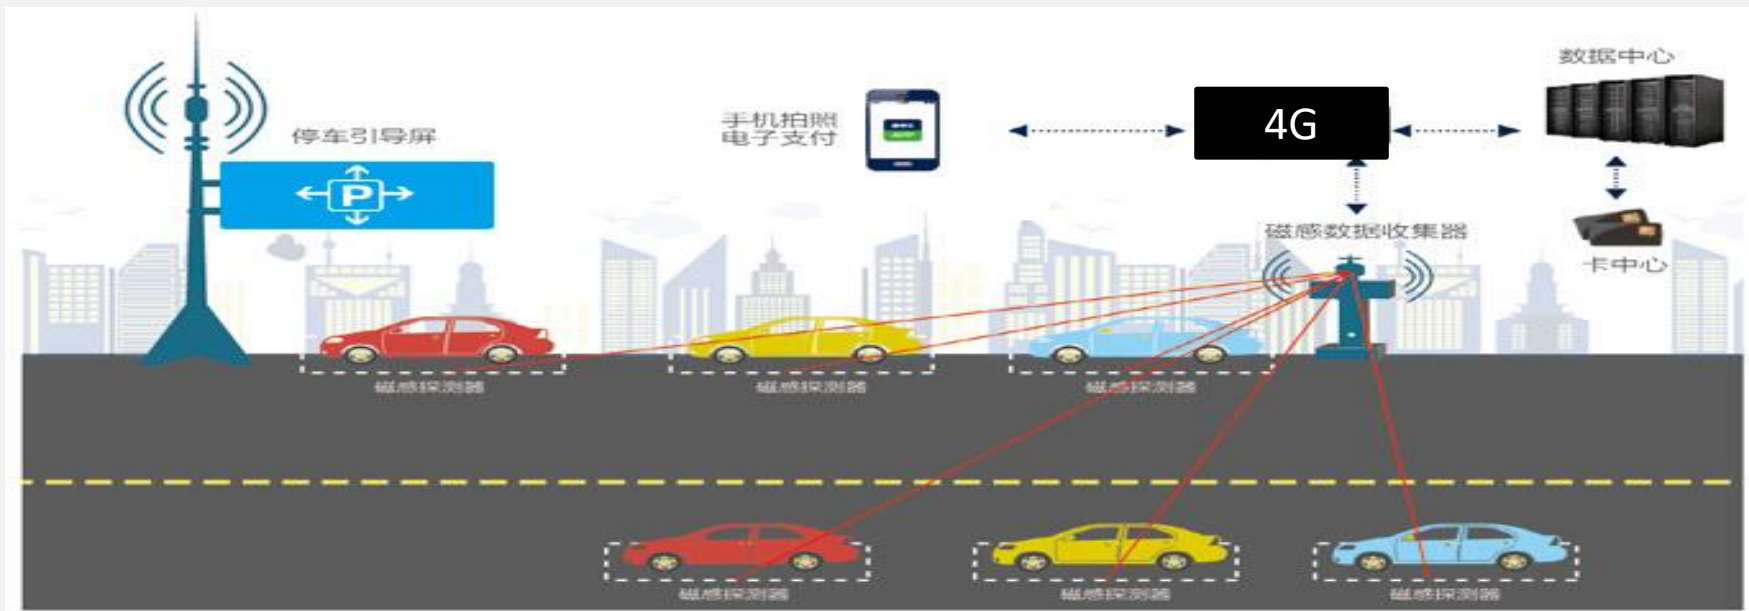 数据中心
手机拍照
电子支付
4G
停车引导屏
P
磁感数据收集器
卡中心
磁感探测器
磁感探测器
磁感探测器
磁感探测器
磁感探测器
磁感探测器